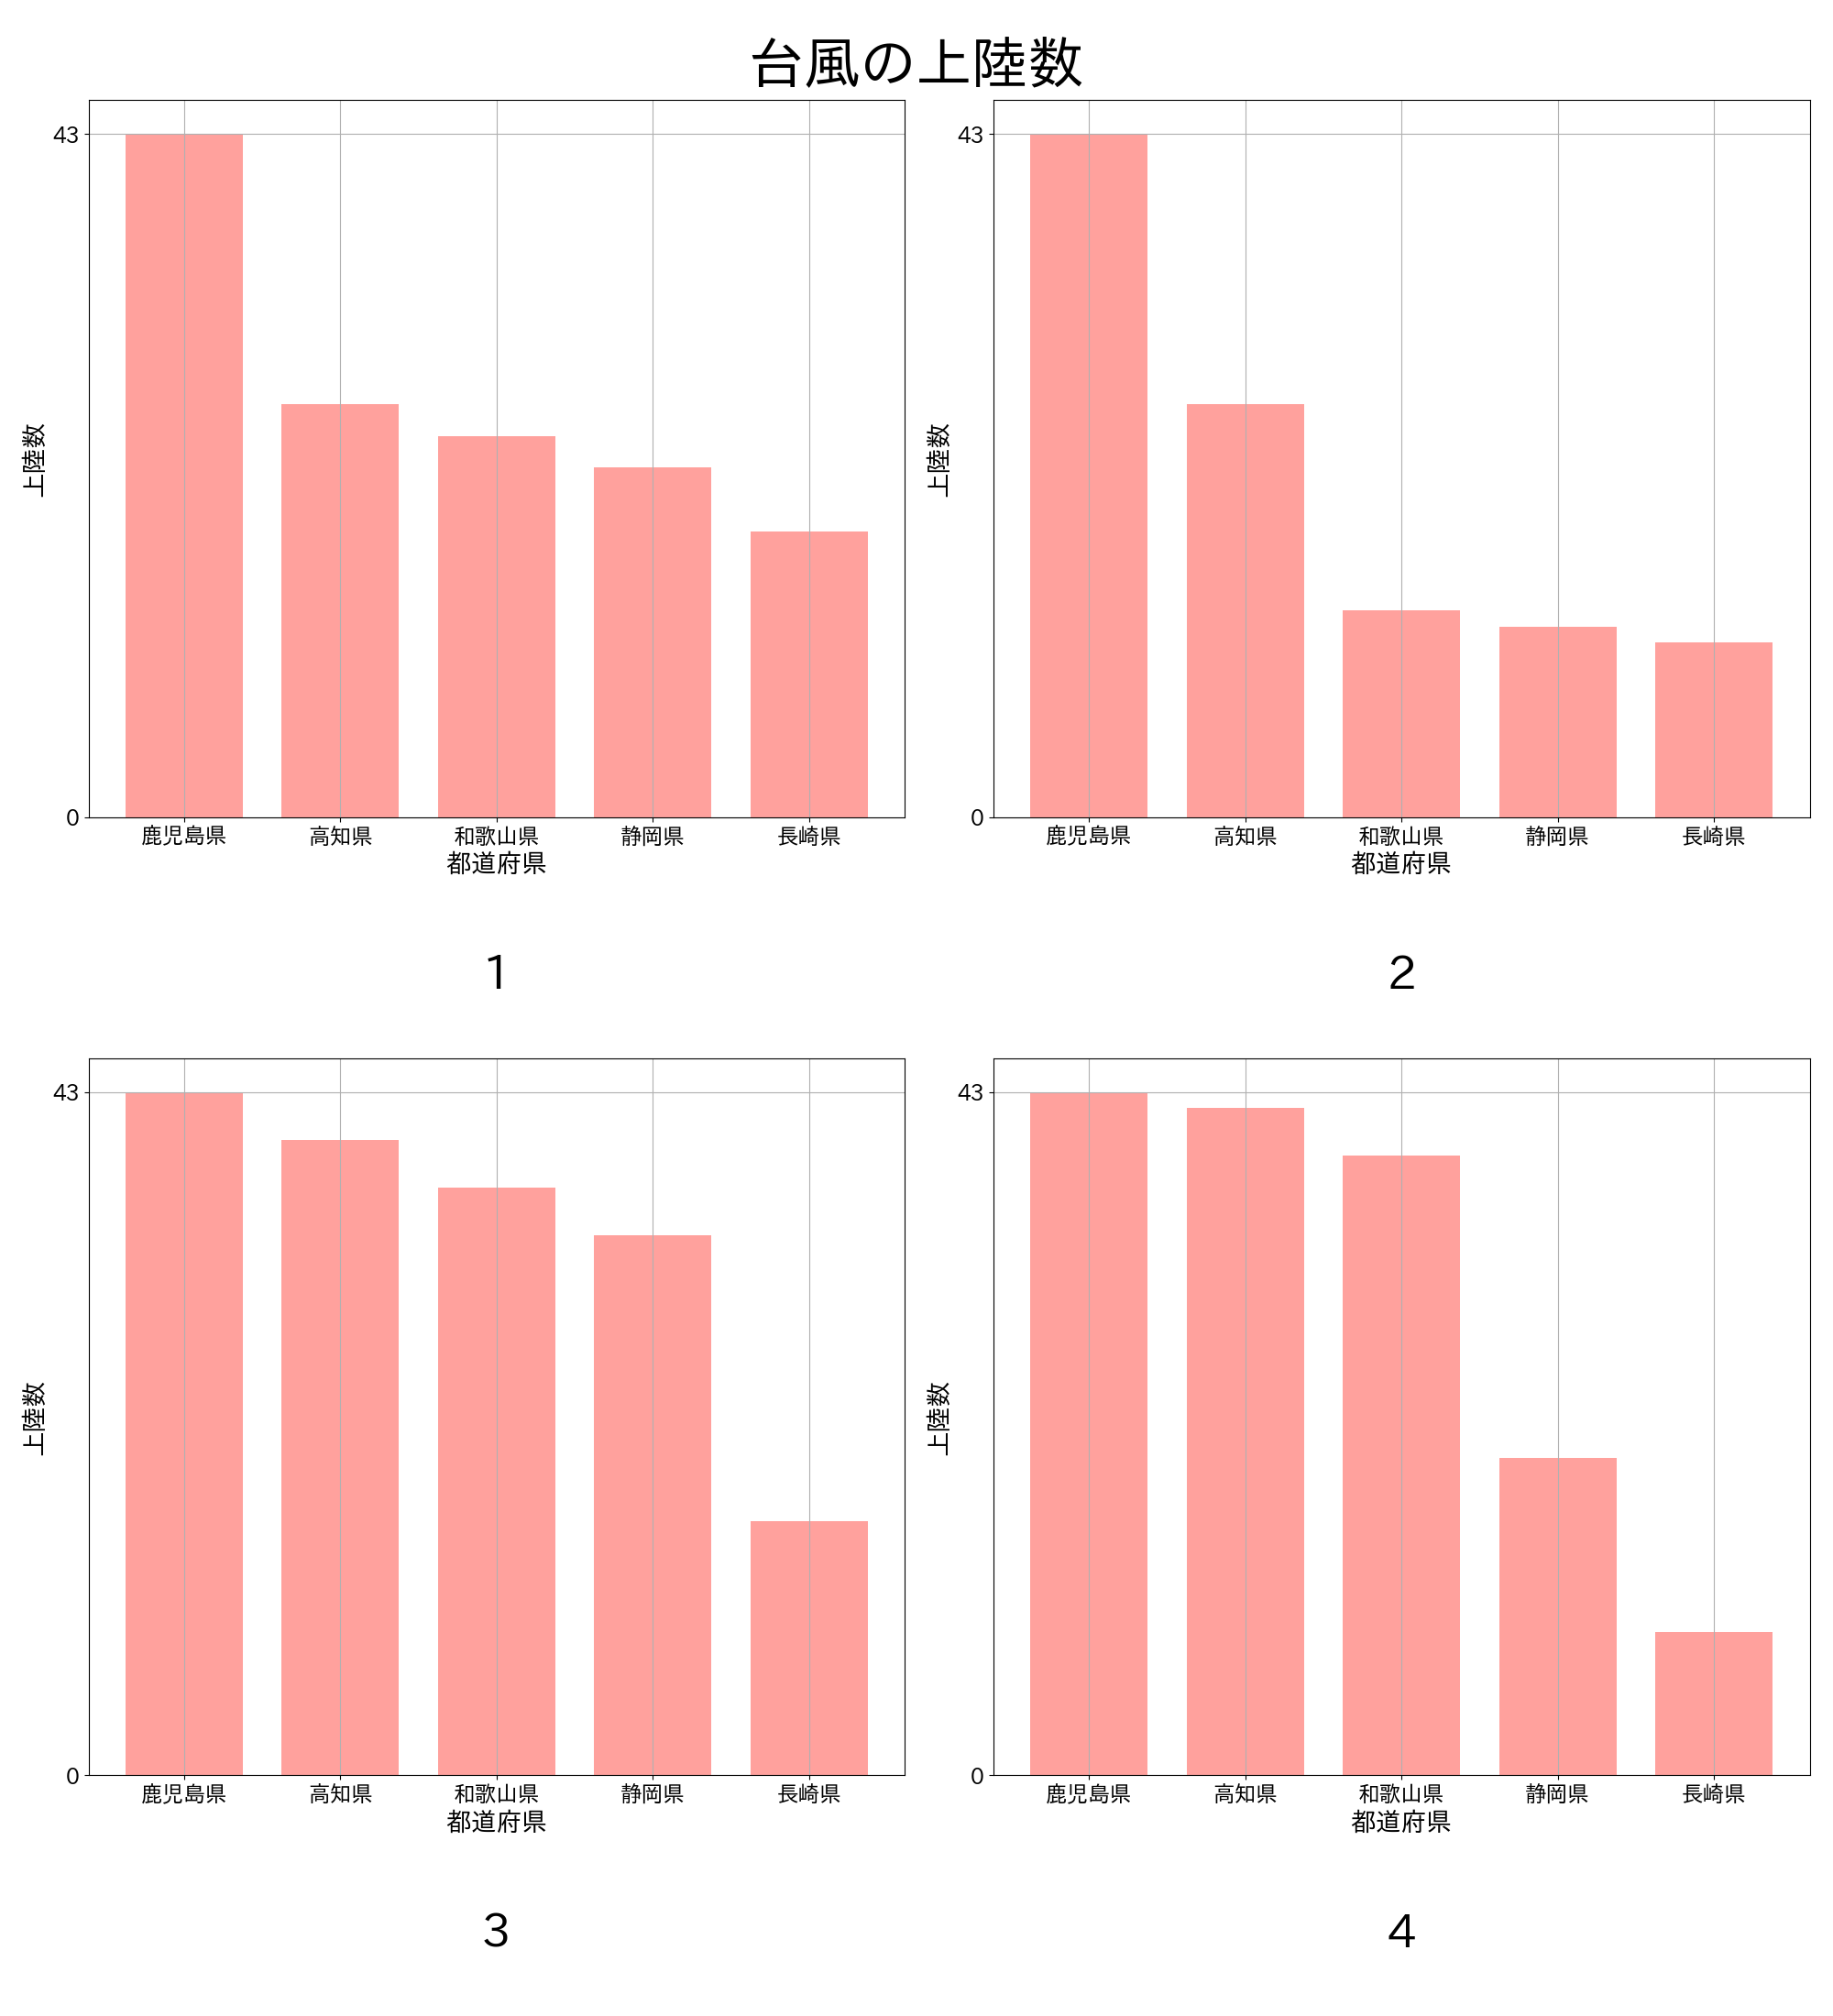 台風の上陸数
43
上陸数
0
鹿児島県 高知県 和歌山県 静岡県 長崎県
都道府県
1
43
上陸数
0
鹿児島県 高知県 和歌山県 静岡県 長崎県
都道府県
2
43
上陸数
0
鹿児島県 高知県 和歌山県 静岡県 長崎県
都道府県
3
43
上陸数
0
鹿児島県 高知県 和歌山県 静岡県 長崎県
都道府県
4